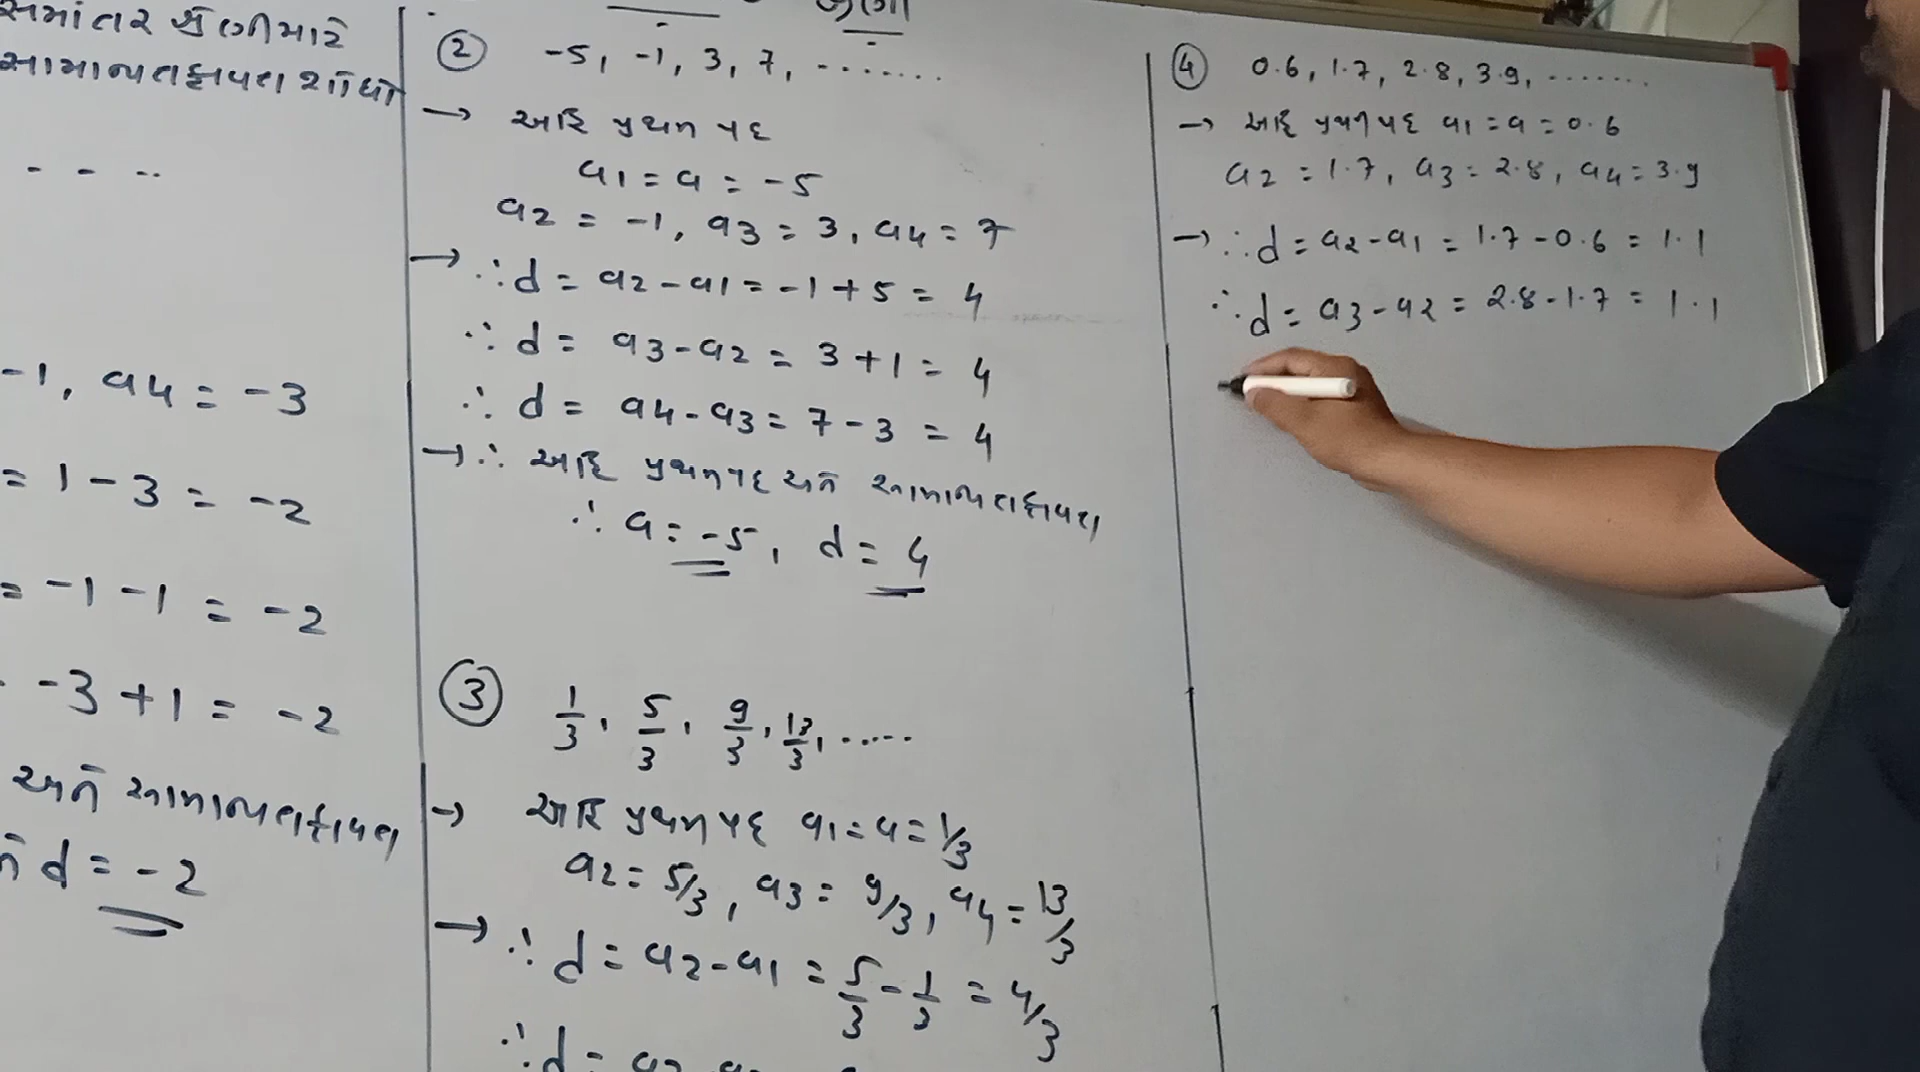 સમાંતર શ્રેણી માટે
સામાન્ય તફાવત શોધો
- - ..
-1, a4 = -3
= 1 - 3 = -2
= -1 - 1 = -2
-3 + 1 = -2
અને સામાન્ય તફાવત
ને d = -2
② -5, -1, 3, 7, ........
→ અહિ પ્રથમ પદ
a1 = a = -5
a2 = -1, a3 = 3, a4 = 7
→ ∴ d = a2 - a1 = -1 + 5 = 4
∴ d = a3 - a2 = 3 + 1 = 4
∴ d = a4 - a3 = 7 - 3 = 4
→ ∴ અહિ પ્રથમ પદ અને સામાન્ય તફાવત
∴ a = -5, d = 4
③ 1/3, 5/3, 9/3, 13/3, .....
→ અહિ પ્રથમ પદ a1 = a = 1/3
a2 = 5/3, a3 = 9/3, a4 = 13/3
→ ∴ d = a2 - a1 = 5/3 - 1/3 = 4/3
∴ d =
④ 0.6, 1.7, 2.8, 3.9, .......
→ અહિ પ્રથમ પદ a1 = a = 0.6
a2 = 1.7, a3 = 2.8, a4 = 3.9
→ ∴ d = a2 - a1 = 1.7 - 0.6 = 1.1
∴ d = a3 - a2 = 2.8 - 1.7 = 1.1